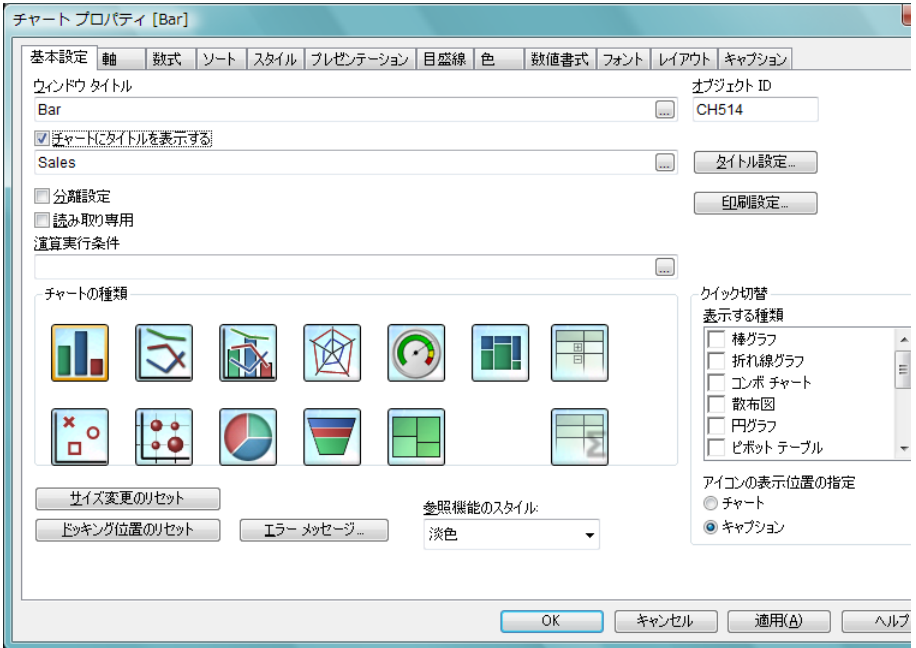 チャート プロパティ [Bar]
基本設定 軸 数式 ソート スタイル プレゼンテーション 目盛線 色 数値書式 フォント レイアウト キャプション
ウィンドウ タイトル
オブジェクト ID
Bar
...
CH514
チャートにタイトルを表示する
Sales
...
タイトル設定...
分離設定
印刷設定...
読み取り専用
演算実行条件
...
チャートの種類
クイック切替
表示する種類
棒グラフ
折れ線グラフ
コンボ チャート
散布図
円グラフ
ピボット テーブル
アイコンの表示位置の指定
チャート
キャプション
サイズ変更のリセット
ドッキング位置のリセット
エラー メッセージ...
参照機能のスタイル:
淡色
OK
キャンセル
適用(A)
ヘルプ